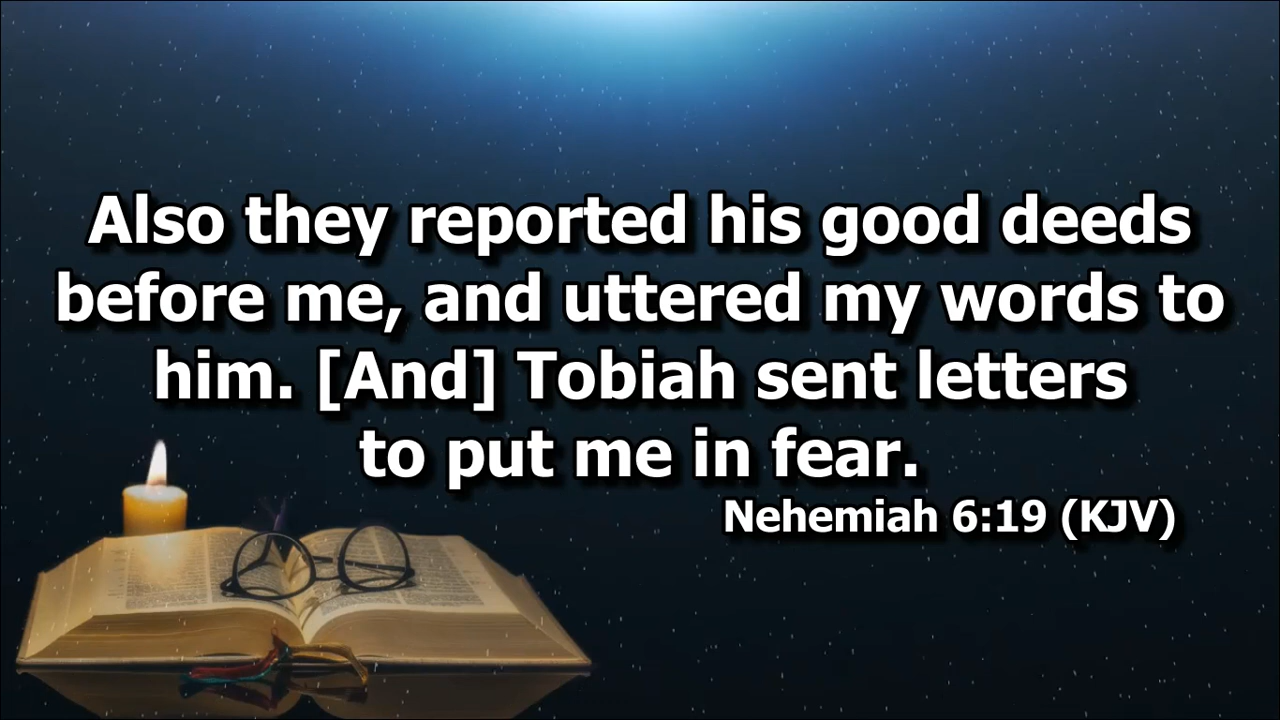 Also they reported his good deeds
before me, and uttered my words to
him. [And] Tobiah sent letters
to put me in fear.
Nehemiah 6:19 (KJV)